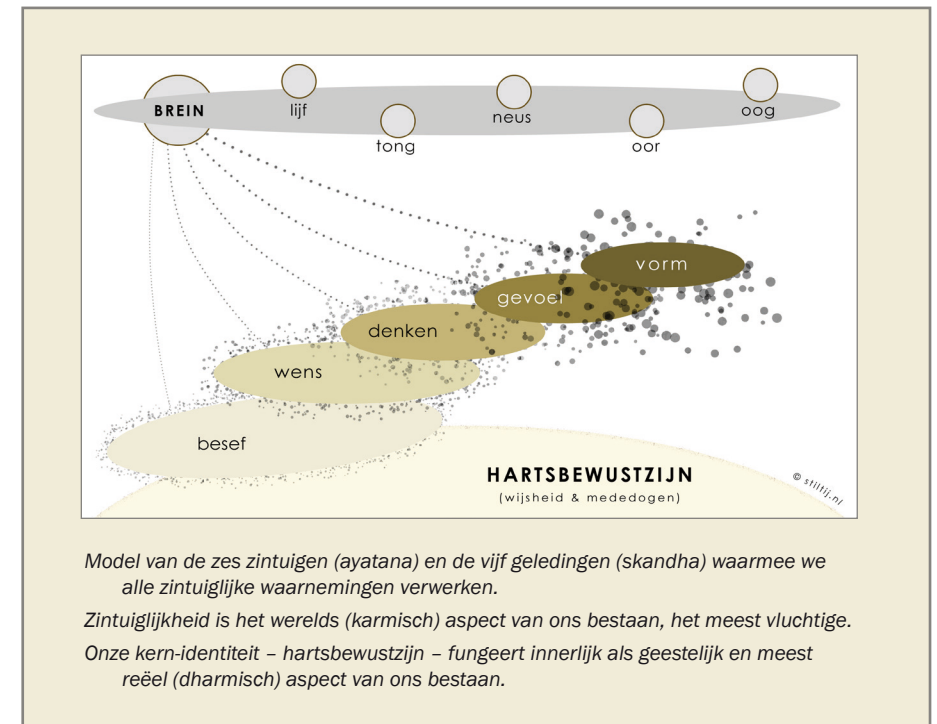 BREIN
lijf
tong
neus
oor
oog
vorm
gevoel
denken
wens
besef
HARTSBEWUSTZIJN
(wijsheid & mededogen)
© stiltij.nl
Model van de zes zintuigen (ayatana) en de vijf geledingen (skandha) waarmee we
alle zintuiglijke waarnemingen verwerken.
Zintuiglijkheid is het werelds (karmisch) aspect van ons bestaan, het meest vluchtige.
Onze kern-identiteit – hartsbewustzijn – fungeert innerlijk als geestelijk en meest
reëel (dharmisch) aspect van ons bestaan.